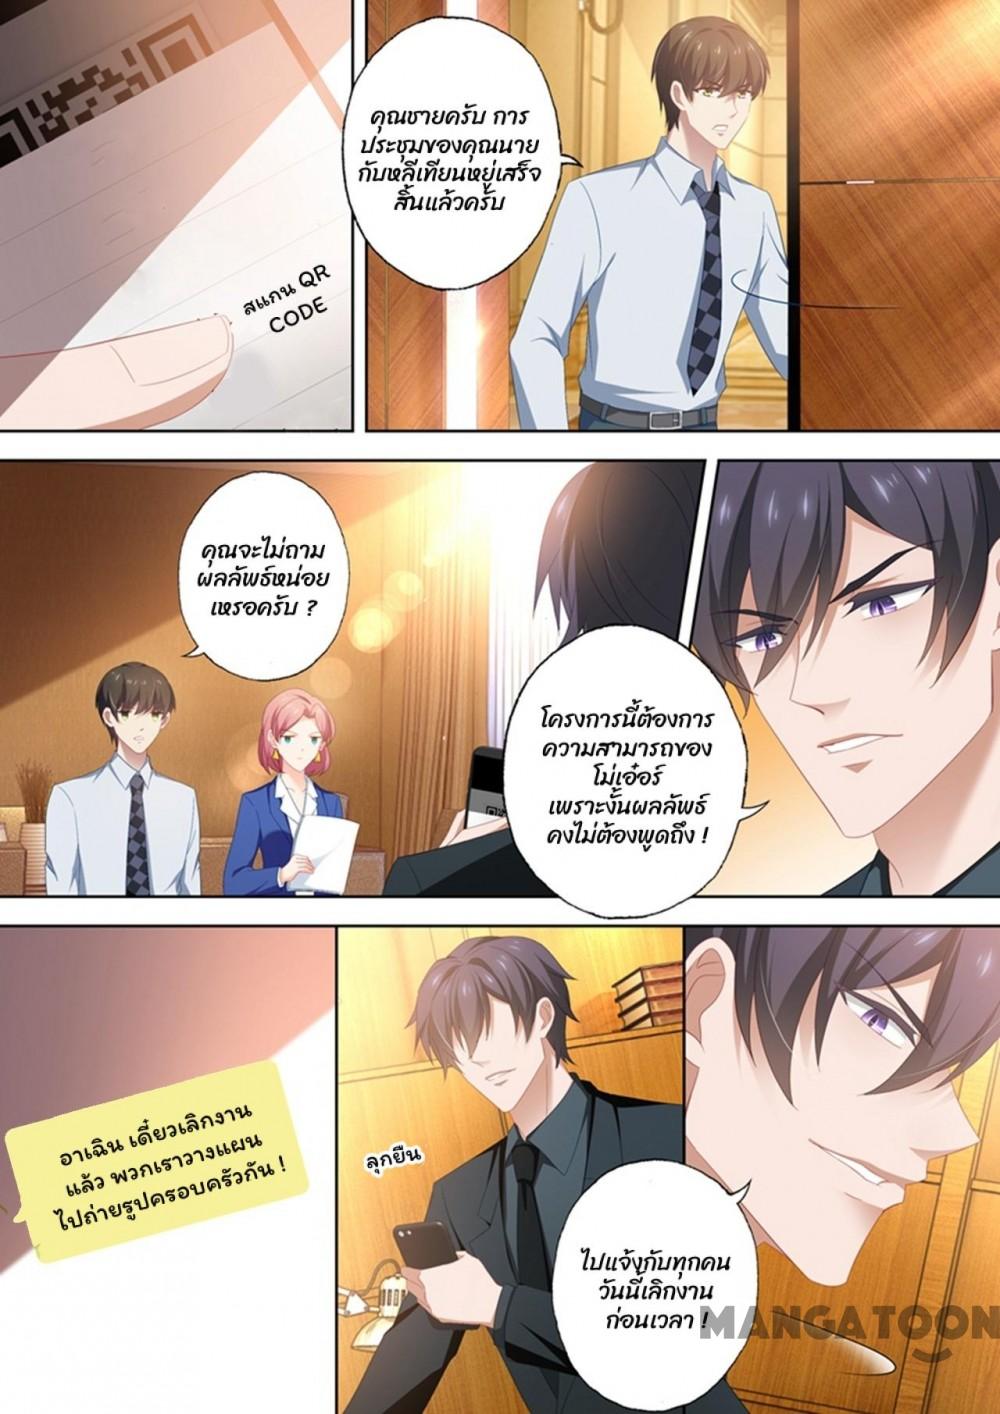 สแกน QR
CODE
คุณชายครับ การ
ประชุมของคุณนาย
กับหลีเทียนหยู่เสร็จ
สิ้นแล้วครับ
คุณจะไม่ถาม
ผลลัพธ์หน่อย
เหรอครับ ?
โครงการนี้ต้องการ
ความสามารถของ
โม่เอ๋อร์
เพราะงั้นผลลัพธ์
คงไม่ต้องพูดถึง !
อาเฉิน เดี๋ยวเลิกงาน
แล้ว พวกเราวางแผน
ไปถ่ายรูปครอบครัวกัน !
ลุกยืน
ไปแจ้งกับทุกคน
วันนี้เลิกงาน
ก่อนเวลา !
MANGATOON